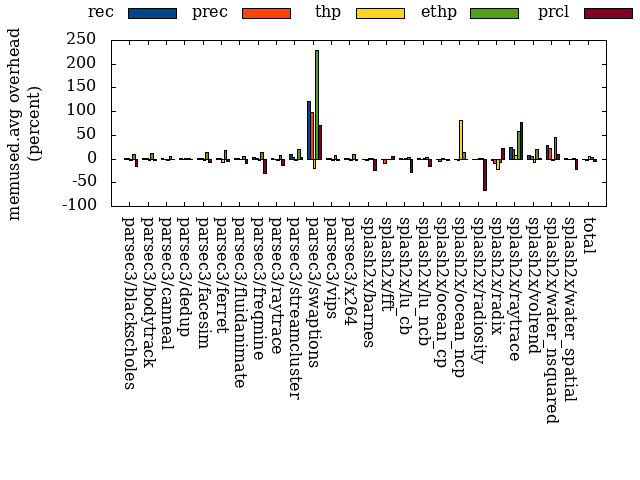 rec prec thp ethp prcl
memused.avg overhead
(percent)
250
200
150
100
50
0
-50
-100
parsec3/blackscholes
parsec3/bodytrack
parsec3/canneal
parsec3/dedup
parsec3/facesim
parsec3/ferret
parsec3/fluidanimate
parsec3/freqmine
parsec3/raytrace
parsec3/streamcluster
parsec3/swaptions
parsec3/vips
parsec3/x264
splash2x/barnes
splash2x/fft
splash2x/lu_cb
splash2x/lu_ncb
splash2x/ocean_cp
splash2x/ocean_ncp
splash2x/radiosity
splash2x/radix
splash2x/raytrace
splash2x/volrend
splash2x/water_nsquared
splash2x/water_spatial
total